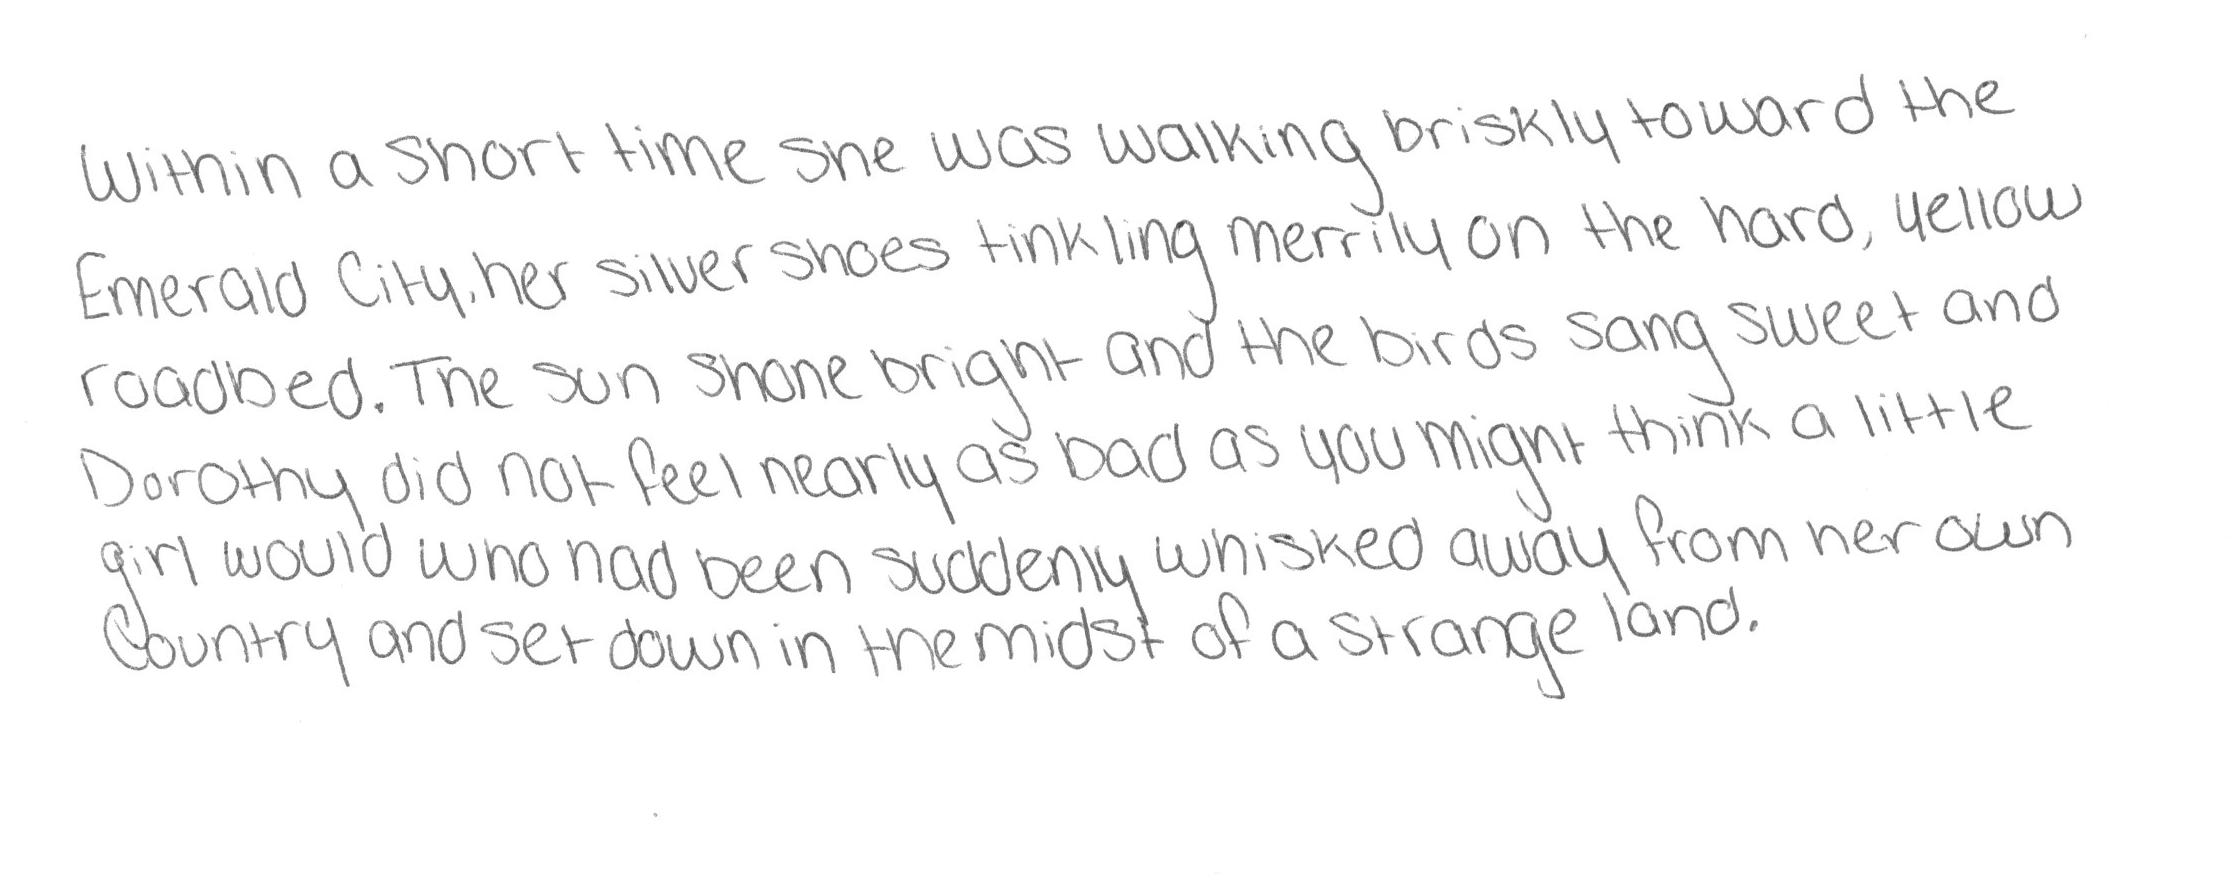 Within a short time she was walking briskly toward the
Emerald City, her silver shoes tinkling merrily on the hard, yellow
roadbed. The sun shone bright and the birds sang sweet and
Dorothy did not feel nearly as bad as you might think a little
girl would who had been suddenly whisked away from her own
Country and set down in the midst of a strange land.